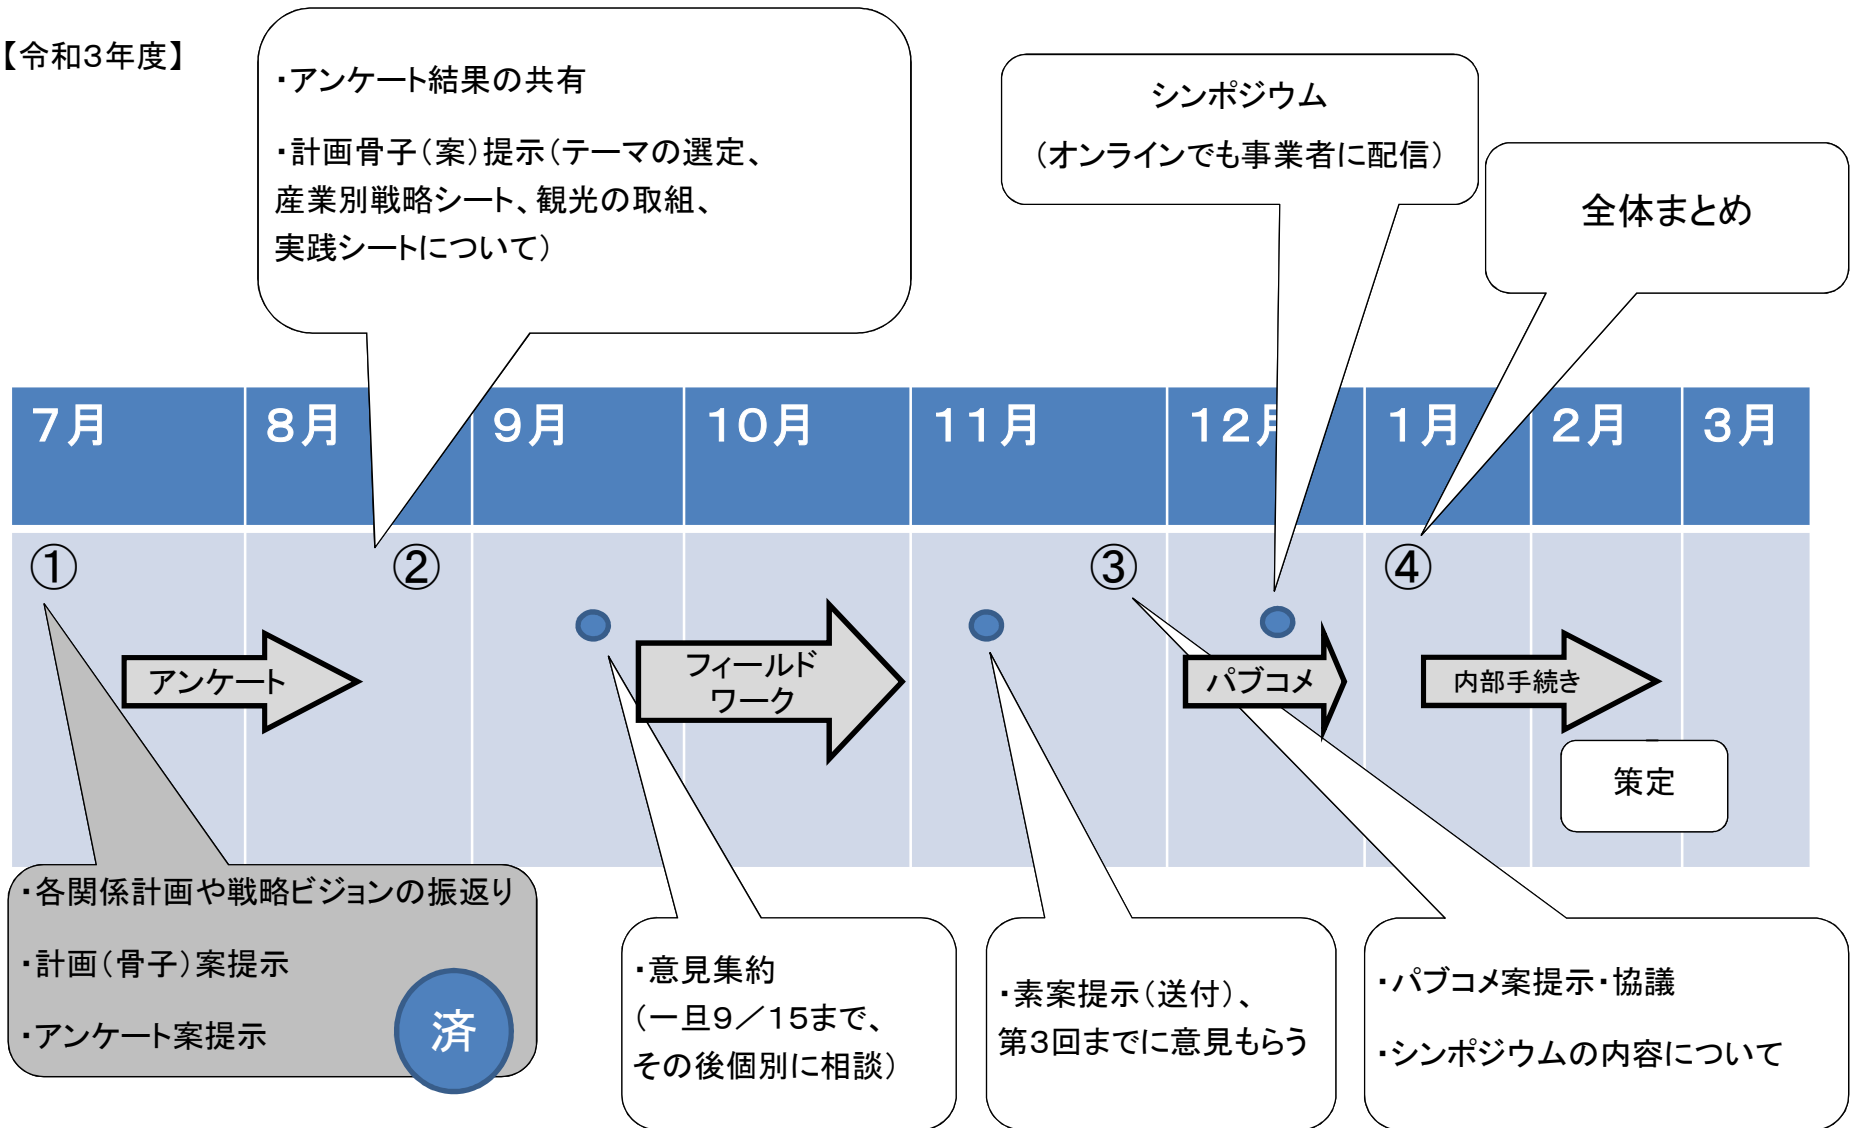 【令和3年度】
・アンケート結果の共有
・計画骨子（案）提示（テーマの選定、
産業別戦略シート、観光の取組、
実践シートについて）
シンポジウム
（オンラインでも事業者に配信）
全体まとめ
7月
8月
9月
10月
11月
12月
1月
2月
3月
①
②
③
④
アンケート
フィールド
ワーク
パブコメ
内部手続き
策定
・各関係計画や戦略ビジョンの振返り
・計画（骨子）案提示
・アンケート案提示
済
・意見集約
（一旦9／15まで、
その後個別に相談）
・素案提示（送付）、
第3回までに意見もらう
・パブコメ案提示・協議
・シンポジウムの内容について